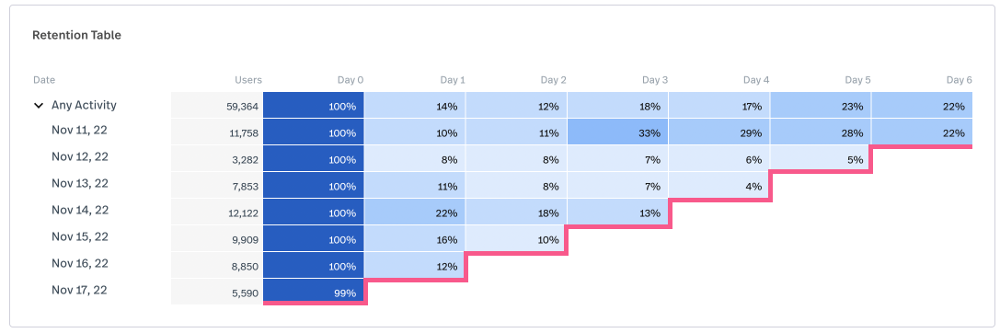 Retention Table
Date Users Day 0 Day 1 Day 2 Day 3 Day 4 Day 5 Day 6
Any Activity 59,364 100% 14% 12% 18% 17% 23% 22%
Nov 11, 22 11,758 100% 10% 11% 33% 29% 28% 22%
Nov 12, 22 3,282 100% 8% 8% 7% 6% 5%
Nov 13, 22 7,853 100% 11% 8% 7% 4%
Nov 14, 22 12,122 100% 22% 18% 13%
Nov 15, 22 9,909 100% 16% 10%
Nov 16, 22 8,850 100% 12%
Nov 17, 22 5,590 99%